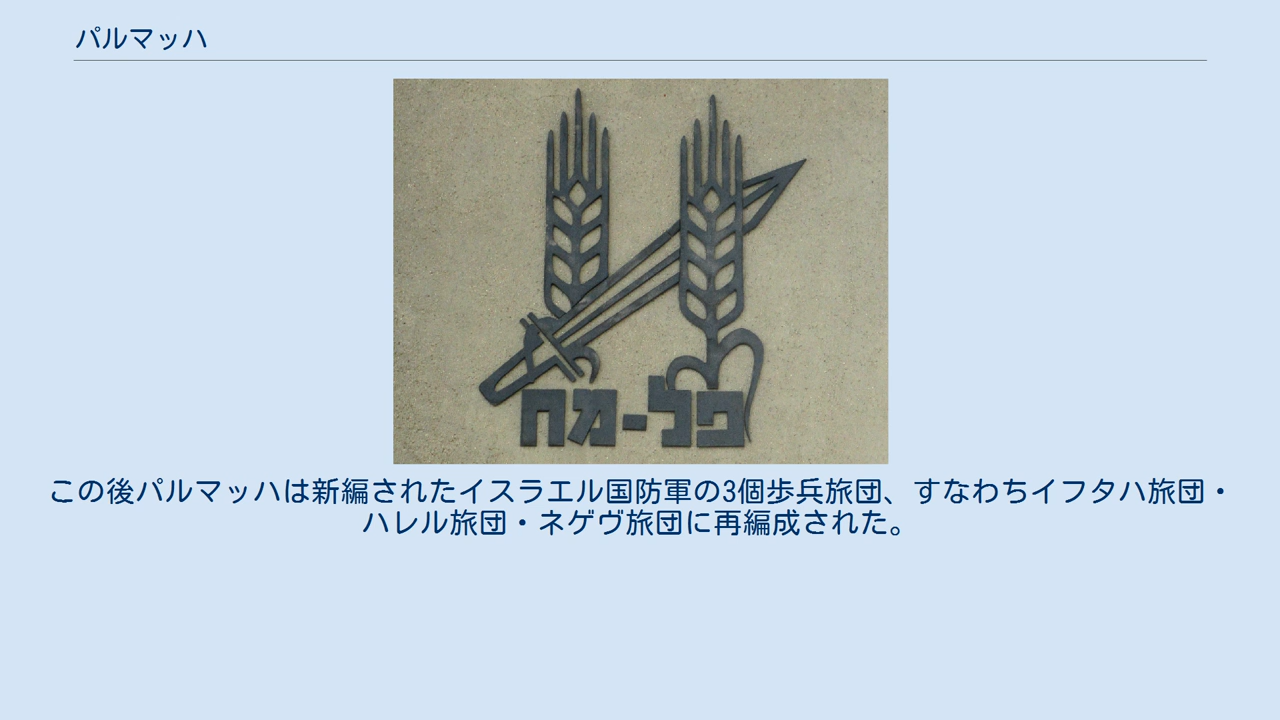 パルマッハ
פל-מח
この後パルマッハは新編されたイスラエル国防軍の3個歩兵旅団、すなわちイフタハ旅団・
ハレル旅団・ネゲヴ旅団に再編成された。